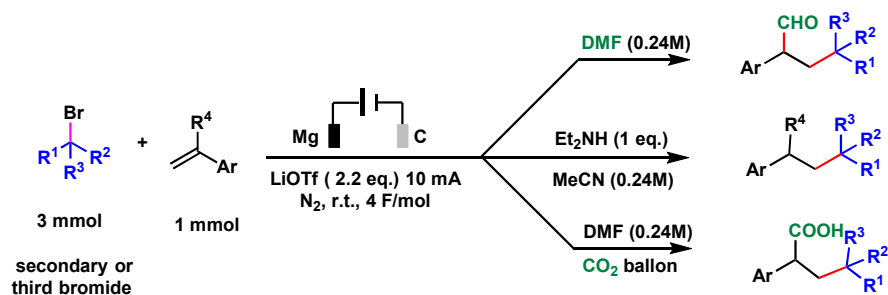 Br
R¹
R²
R³
3 mmol
secondary or
third bromide
+
R⁴
Ar
1 mmol
Mg
C
LiOTf ( 2.2 eq.) 10 mA
N₂, r.t., 4 F/mol
DMF (0.24M)
CHO
R³
R²
R¹
Ar
Et₂NH (1 eq.)
MeCN (0.24M)
R⁴
R³
R²
R¹
Ar
DMF (0.24M)
CO₂ ballon
COOH
R³
R²
R¹
Ar